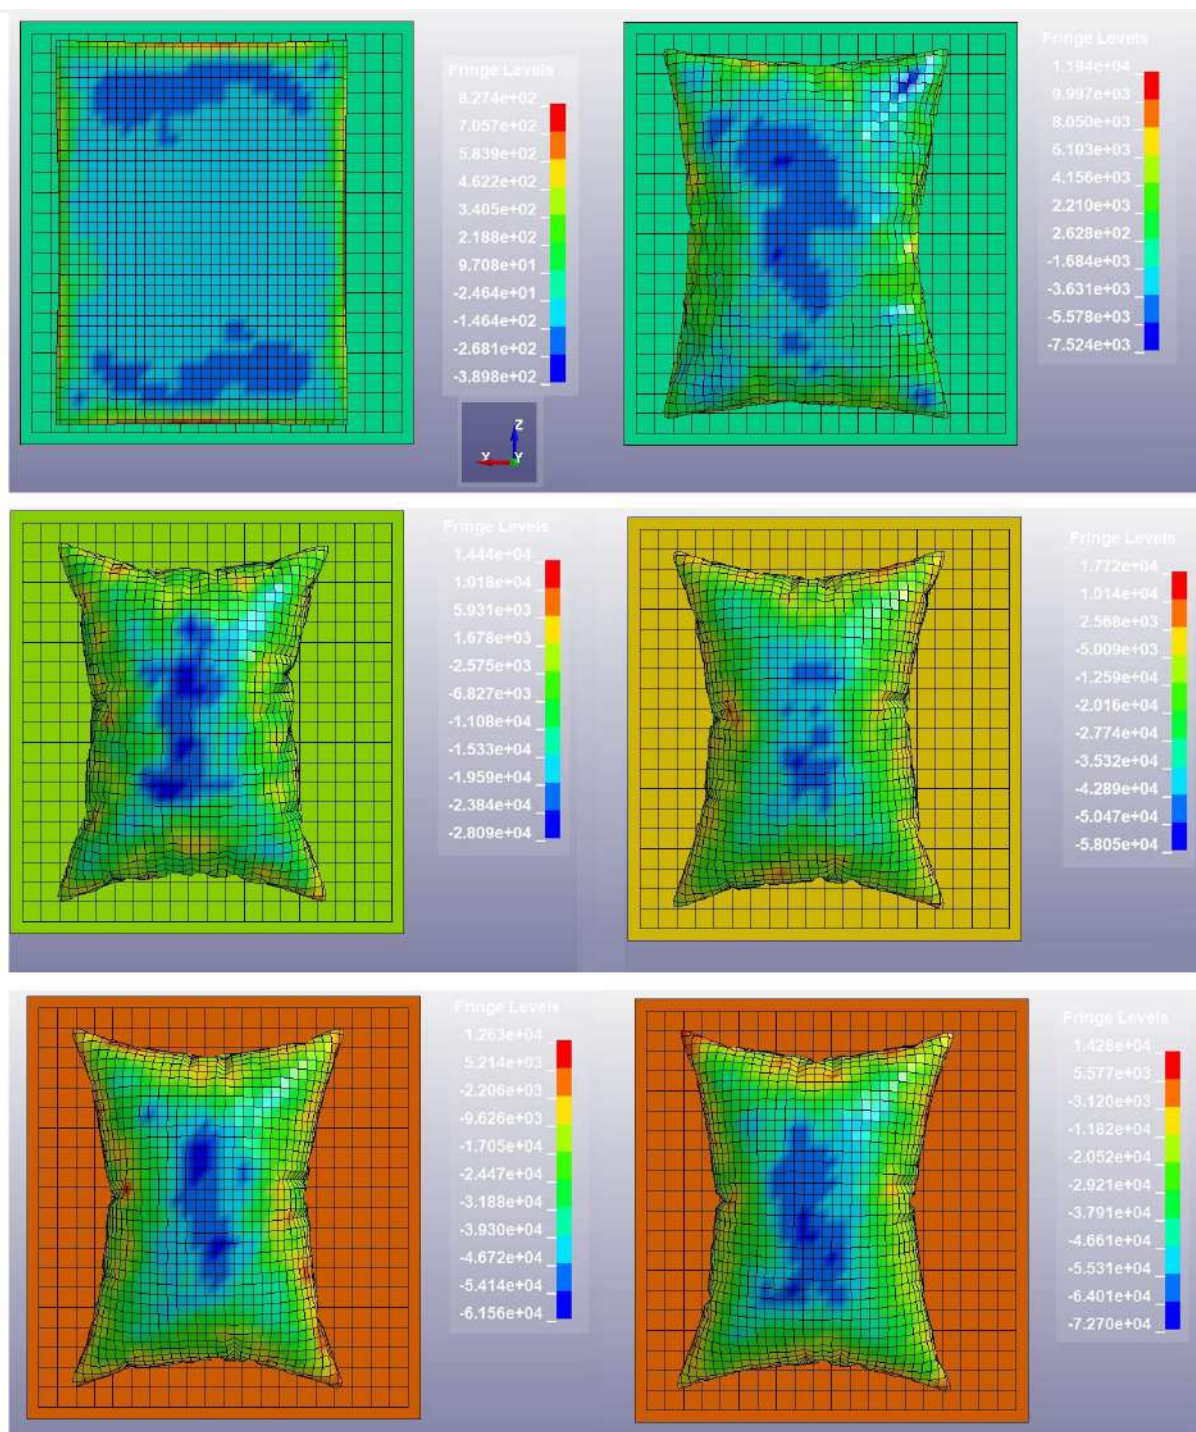 Fringe Levels
8.274e+02
7.057e+02
5.839e+02
4.622e+02
3.405e+02
2.188e+02
9.708e+01
-2.464e+01
-1.464e+02
-2.681e+02
-3.898e+02
Z
X
Y
Fringe Levels
1.194e+04
9.997e+03
8.050e+03
6.103e+03
4.156e+03
2.210e+03
2.628e+02
-1.684e+03
-3.631e+03
-5.578e+03
-7.524e+03
Fringe Levels
1.444e+04
1.018e+04
5.931e+03
1.678e+03
-2.575e+03
-6.827e+03
-1.108e+04
-1.533e+04
-1.959e+04
-2.384e+04
-2.809e+04
Fringe Levels
1.772e+04
1.014e+04
2.568e+03
-5.009e+03
-1.259e+04
-2.016e+04
-2.774e+04
-3.532e+04
-4.289e+04
-5.047e+04
-5.805e+04
Fringe Levels
1.263e+04
5.214e+03
-2.206e+03
-9.626e+03
-1.705e+04
-2.447e+04
-3.188e+04
-3.930e+04
-4.672e+04
-5.414e+04
-6.156e+04
Fringe Levels
1.428e+04
5.577e+03
-3.120e+03
-1.182e+04
-2.052e+04
-2.921e+04
-3.791e+04
-4.661e+04
-5.531e+04
-6.401e+04
-7.270e+04